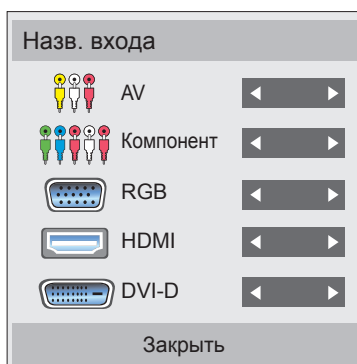 Назв. входа
AV
Компонент
RGB
HDMI
DVI-D
Закрыть